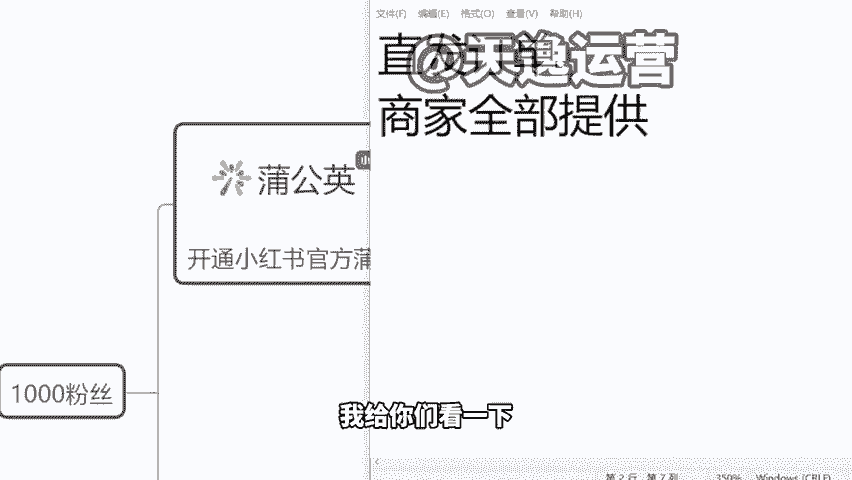 文件(F) 编辑(E) 格式(O) 查看(V) 帮助(H)
@天逸运营
商家全部提供
蒲公英
开通小红书官方蒲
1000粉丝
我给你们看一下
第 2 行, 第 7 列
350%
Windows (CRLF)